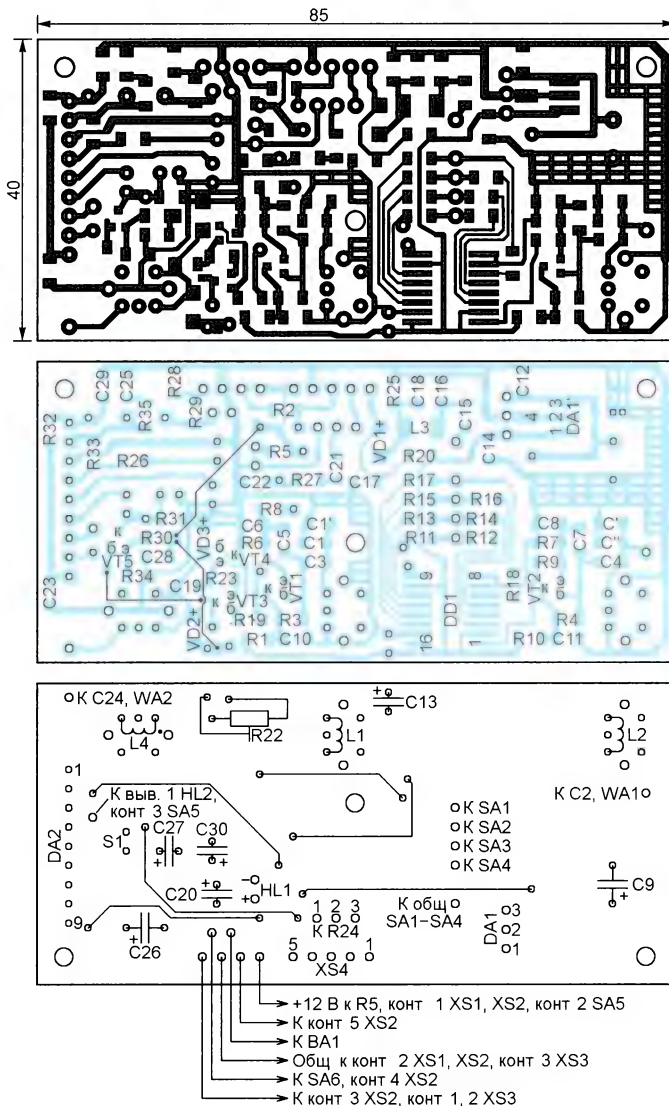 85
40
C29 C25 R28 R25 C18 C16 C12
R32 R35 R29 R2 VD1+ L3 C15 C14 4 1 2 3 DA1'
R33 R26 R5 C21 R20
C22 R27 C17 R17
R15 R16
R8
R31 R13 R14
R30 C6 C1' C8 C'
к VD3+ R6 C5 C1 R11 R12 R7 C7 C"
б э C28 б к VT4 C3 R9 C4
VT5 э
R34 R23 9 8 к э
C23 C19 к э VT3 э VT1 DD1 R18 VT2 б
VD2+ R19 R3 R4
R1 C10 16 1 R10 C11
К C24, WA2
C13
L4 R22 L1 L2
1
К выв. 1 HL2,
конт 3 SA5
К C2, WA1
DA2
S1 C27 C30
К SA1
К SA2
К SA3
К SA4
C20 HL1
C9
9
C26
1 2 3
К R24
К общ
SA1–SA4
DA1
3
2
1
5 1
XS4
+12 В к R5, конт 1 XS1, XS2, конт 2 SA5
К конт 5 XS2
К BA1
Общ к конт 2 XS1, XS2, конт 3 XS3
К SA6, конт 4 XS2
К конт 3 XS2, конт 1, 2 XS3